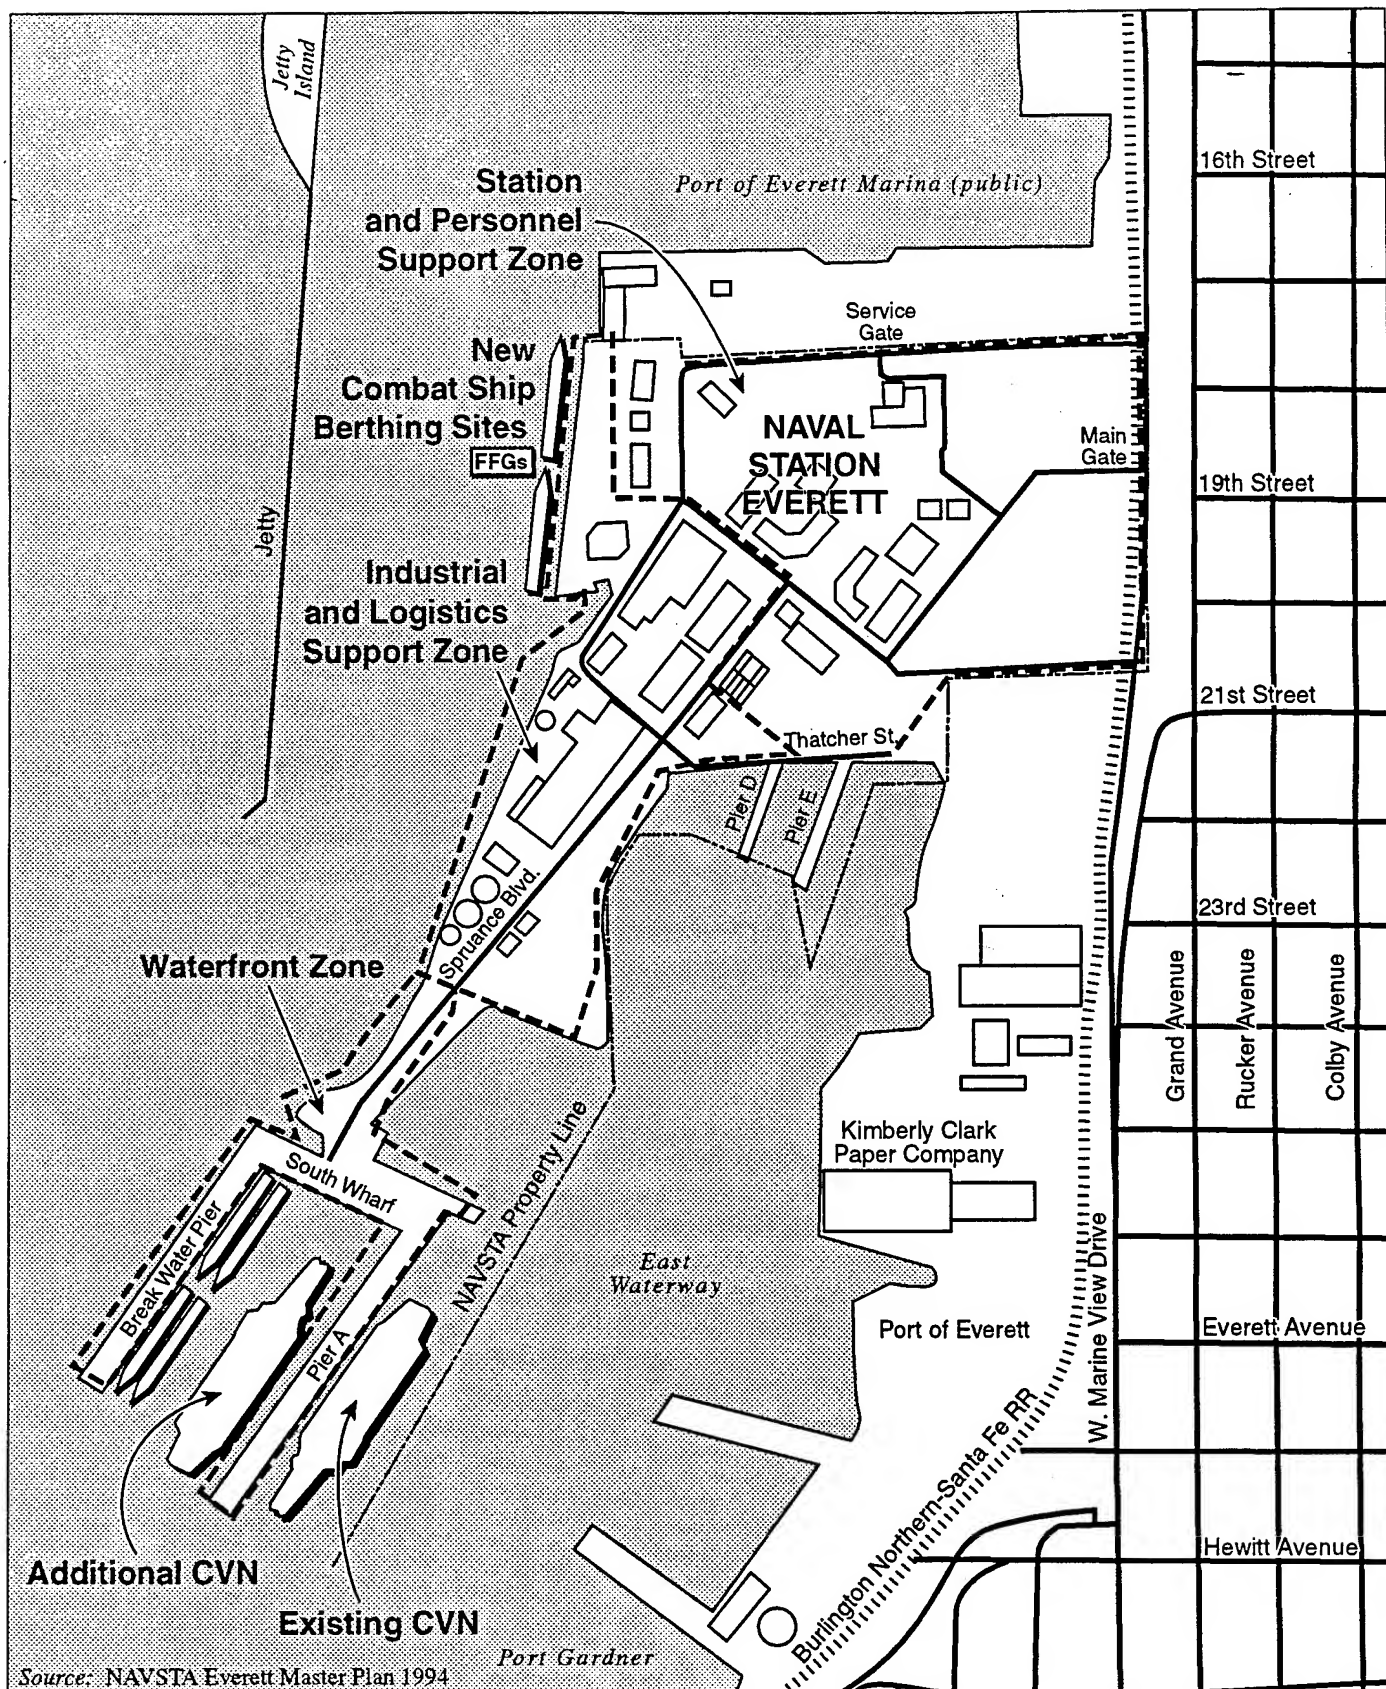 Jetty
Island
Station
and Personnel
Support Zone
Port of Everett Marina (public)
16th Street
Service
Gate
New
Combat Ship
Berthing Sites
FFGs
NAVAL
STATION
EVERETT
Main
Gate
19th Street
Jetty
Industrial
and Logistics
Support Zone
21st Street
Thatcher St.
Pier D
Pier E
Spruance Blvd.
23rd Street
Waterfront Zone
Grand Avenue
Rucker Avenue
Colby Avenue
Kimberly Clark
Paper Company
South Wharf
NAVSTA Property Line
Break Water Pier
East
Waterway
W. Marine View Drive
Pier A
Port of Everett
Everett Avenue
Burlington Northern-Santa Fe RR
Hewitt Avenue
Additional CVN
Existing CVN
Port Gardner
Source: NAVSTA Everett Master Plan 1994